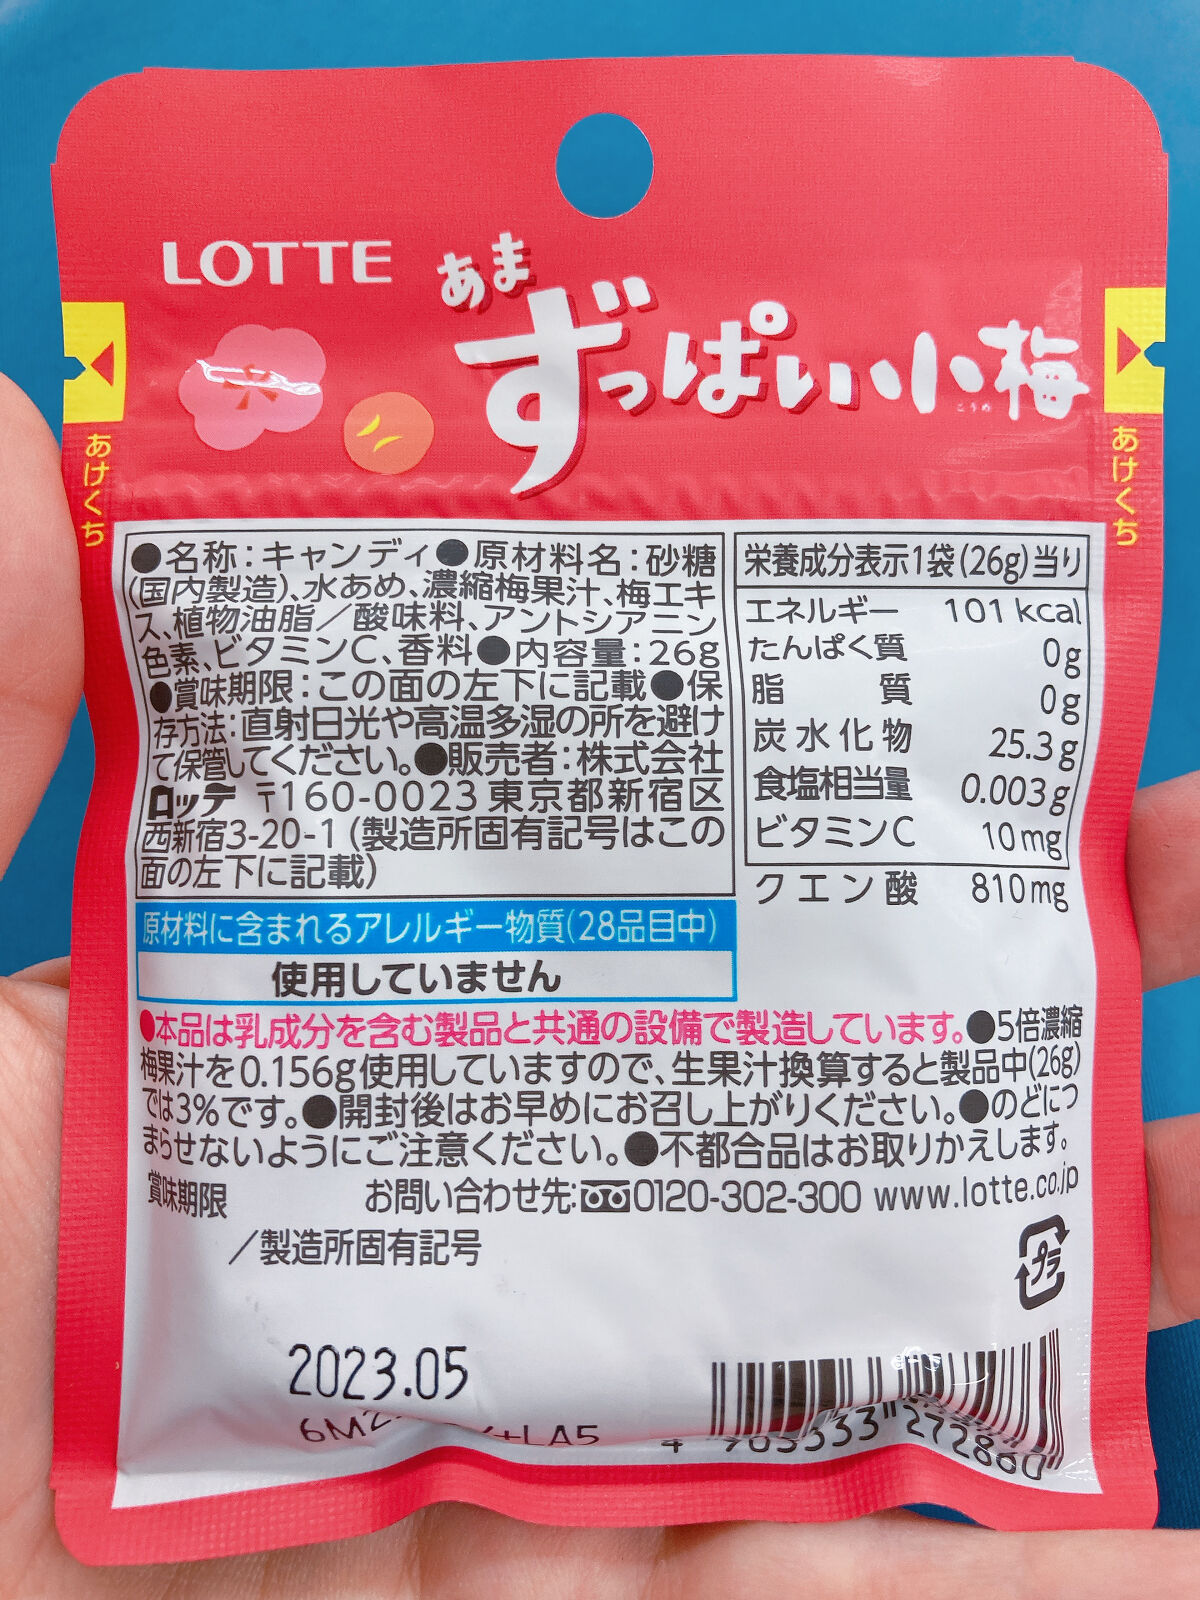 LOTTE
あま
ずっぱい小梅
こうめ
あけくち
あけくち
●名称：キャンディ●原材料名：砂糖
(国内製造)、水あめ、濃縮梅果汁、梅エキ
ス、植物油脂／酸味料、アントシアニン
色素、ビタミンC、香料●内容量：26g
●賞味期限：この面の左下に記載●保
存方法：直射日光や高温多湿の所を避け
て保管してください。●販売者：株式会社
ロッテ 〒160-0023 東京都新宿区
西新宿3-20-1 (製造所固有記号はこの
面の左下に記載)
栄養成分表示1袋(26g)当り
エネルギー 101 kcal
たんぱく質 0g
脂質 0g
炭水化物 25.3g
食塩相当量 0.003g
ビタミンC 10mg
クエン酸 810mg
原材料に含まれるアレルギー物質(28品目中)
使用していません
●本品は乳成分を含む製品と共通の設備で製造しています。●5倍濃縮
梅果汁を0.156g使用していますので、生果汁換算すると製品中(26g)
では3%です。●開封後はお早めにお召し上がりください。●のどにつ
まらせないようにご注意ください。●不都合品はお取りかえします。
賞味期限 お問い合わせ先:0120-302-300 www.lotte.co.jp
／製造所固有記号
プラ
2023.05
+LA5
4 903333 272860